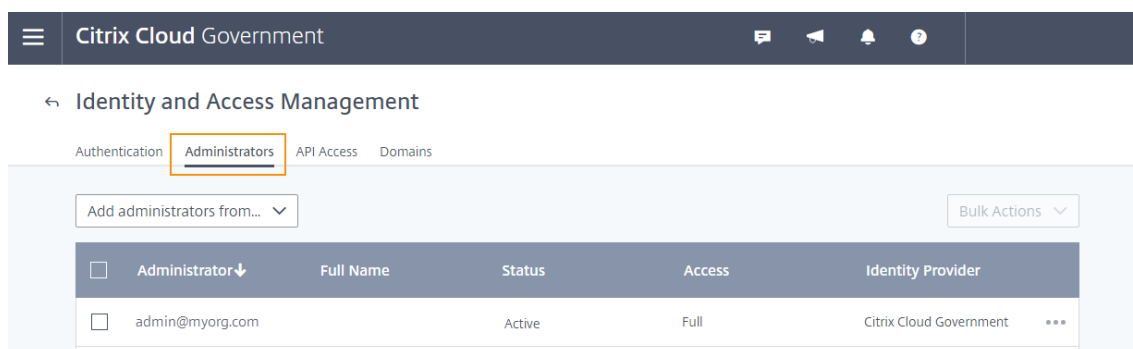 Citrix Cloud Government
Identity and Access Management
Authentication Administrators API Access Domains
Add administrators from...
Bulk Actions
Administrator Full Name Status Access Identity Provider
admin@myorg.com Active Full Citrix Cloud Government